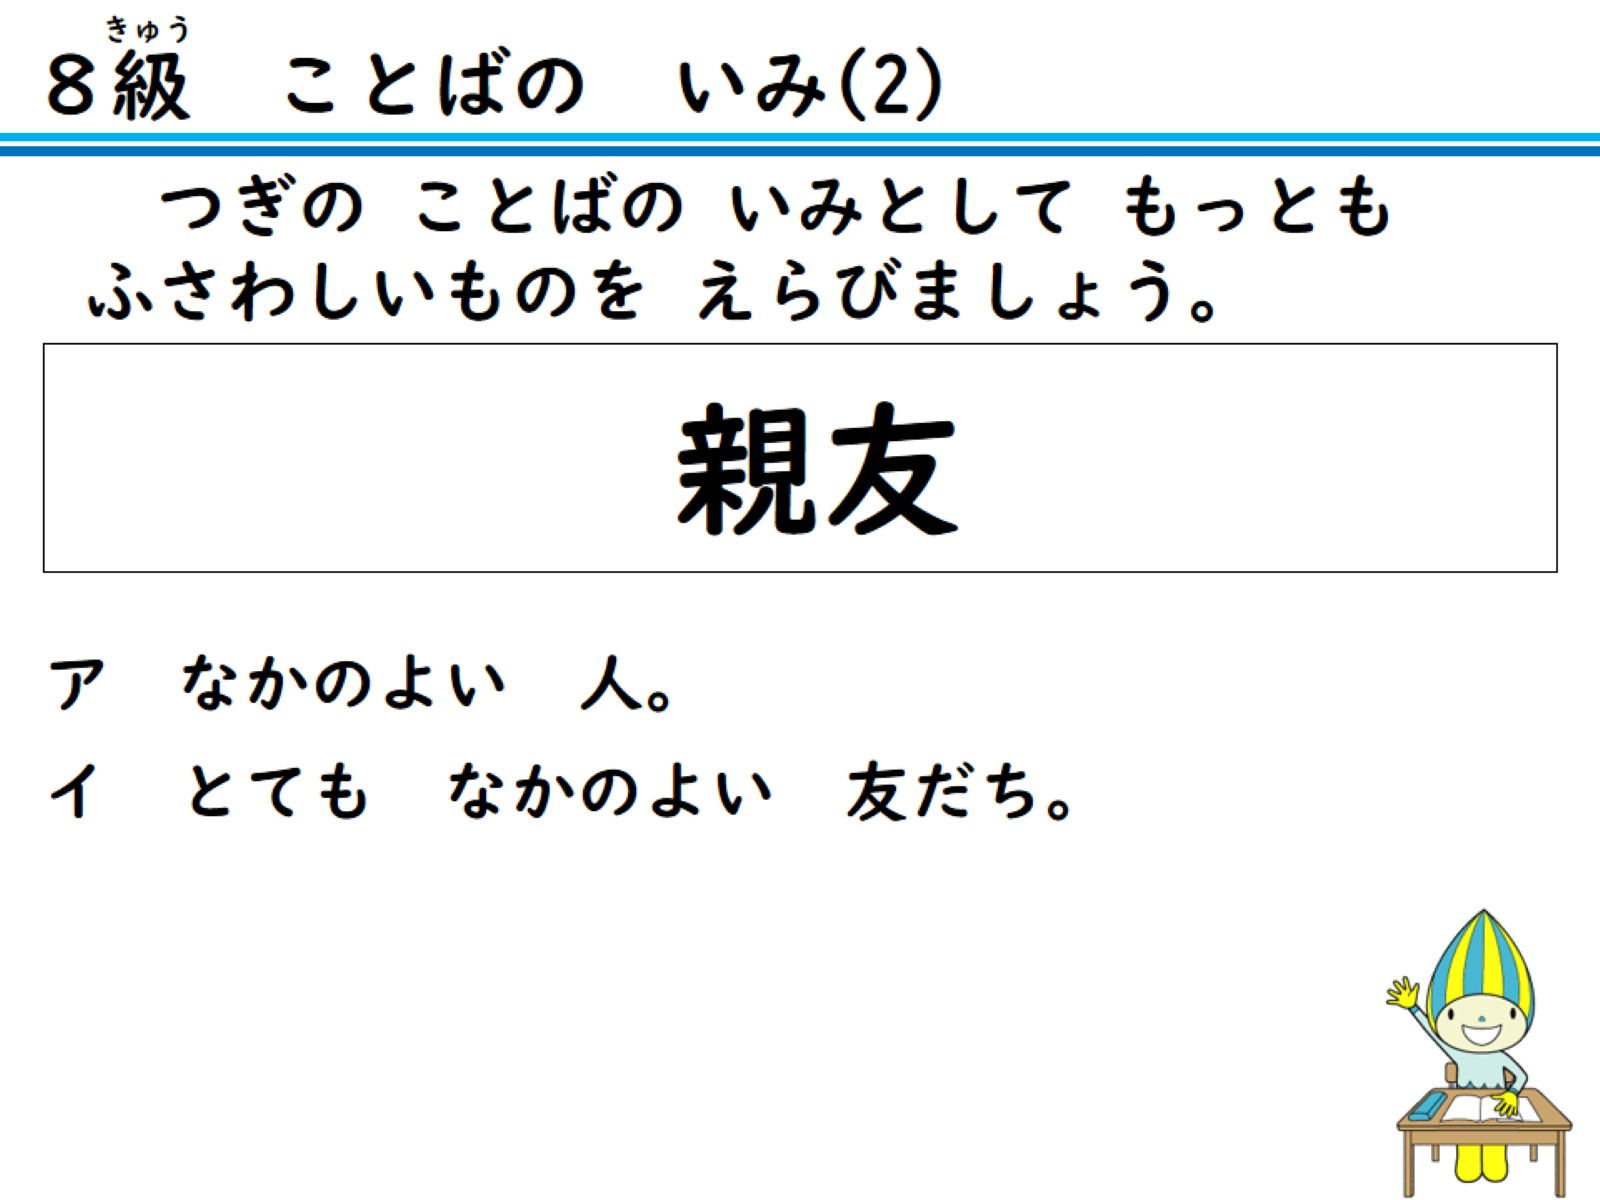 きゅう
８級　ことばの　いみ(2)
つぎの ことばの いみとして もっとも
ふさわしいものを えらびましょう。
親友
ア　なかのよい　人。
イ　とても　なかのよい　友だち。